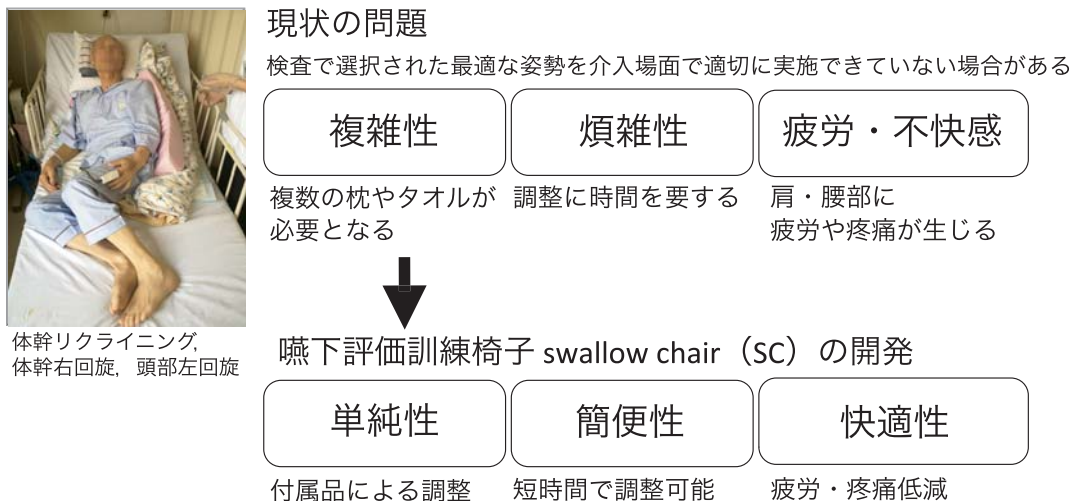 現状の問題
検査で選択された最適な姿勢を介入場面で適切に実施できていない場合がある
複雑性
煩雑性
疲労・不快感
複数の枕やタオルが
必要となる
調整に時間を要する
肩・腰部に
疲労や疼痛が生じる
体幹リクライニング,
体幹右回旋,頭部左回旋
嚥下評価訓練椅子 swallow chair(SC)の開発
単純性
簡便性
快適性
付属品による調整
短時間で調整可能
疲労・疼痛低減